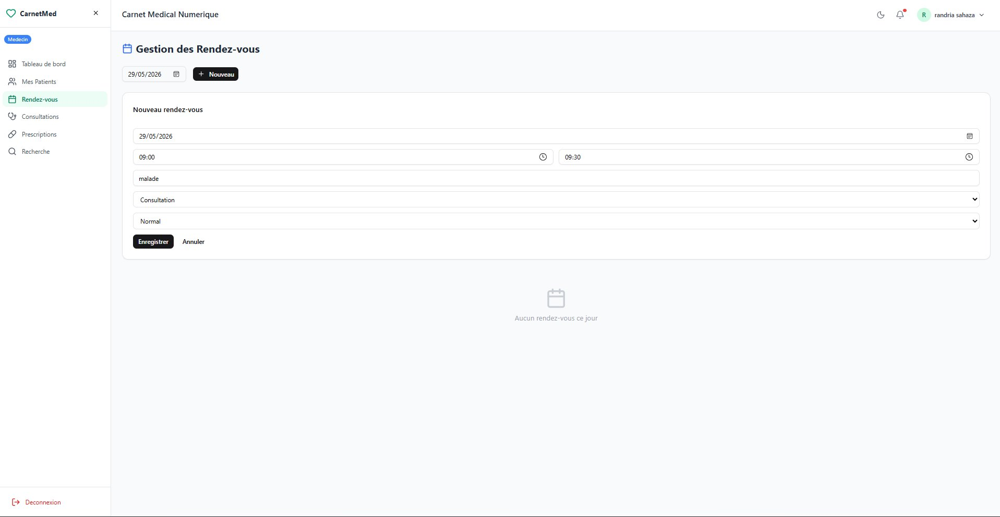 CarnetMed
Medecin
Tableau de bord
Mes Patients
Rendez-vous
Consultations
Prescriptions
Recherche
Deconnexion
Carnet Medical Numerique
R
randria sahaza
Gestion des Rendez-vous
29/05/2026
Nouveau
Nouveau rendez-vous
29/05/2026
09:00
09:30
malade
Consultation
Normal
Enregistrer
Annuler
Aucun rendez-vous ce jour